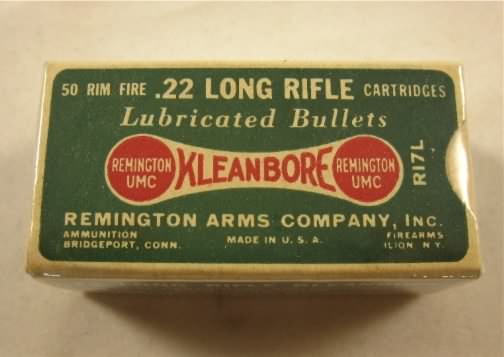 50 RIM FIRE .22 LONG RIFLE CARTRIDGES
Lubricated Bullets
REMINGTON UMC KLEANBORE REMINGTON UMC
R17L
REMINGTON ARMS COMPANY, INC.
AMMUNITION
BRIDGEPORT, CONN.
MADE IN U. S. A.
FIREARMS
ILION N. Y.